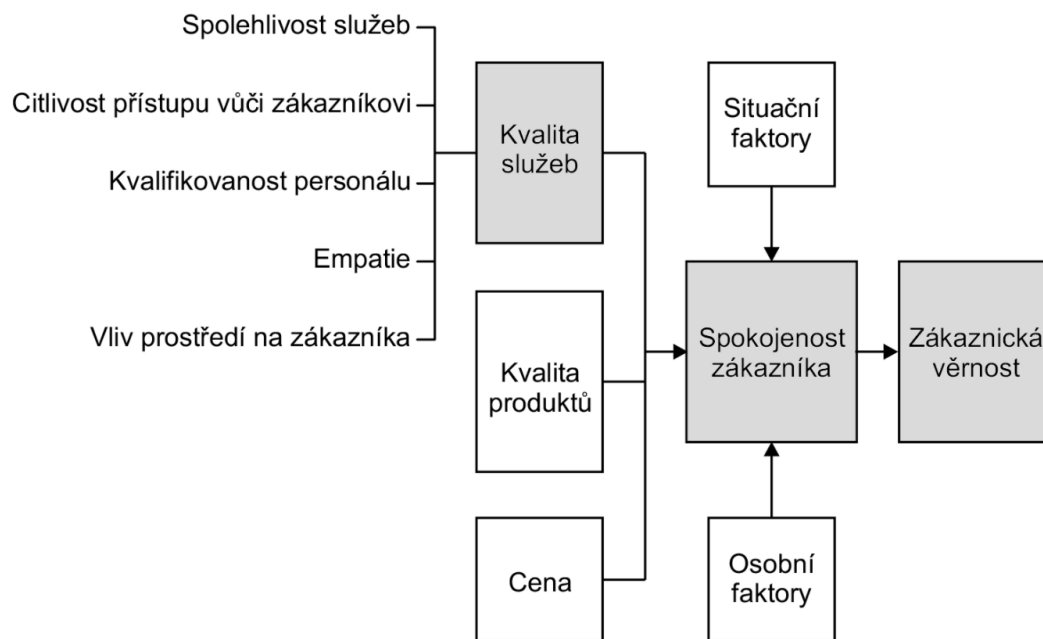 Spolehlivost služeb
Citlivost přístupu vůči zákazníkovi
Kvalifikovanost personálu
Empatie
Vliv prostředí na zákazníka
Kvalita
služeb
Kvalita
produktů
Cena
Situační
faktory
Spokojenost
zákazníka
Osobní
faktory
Zákaznická
věrnost